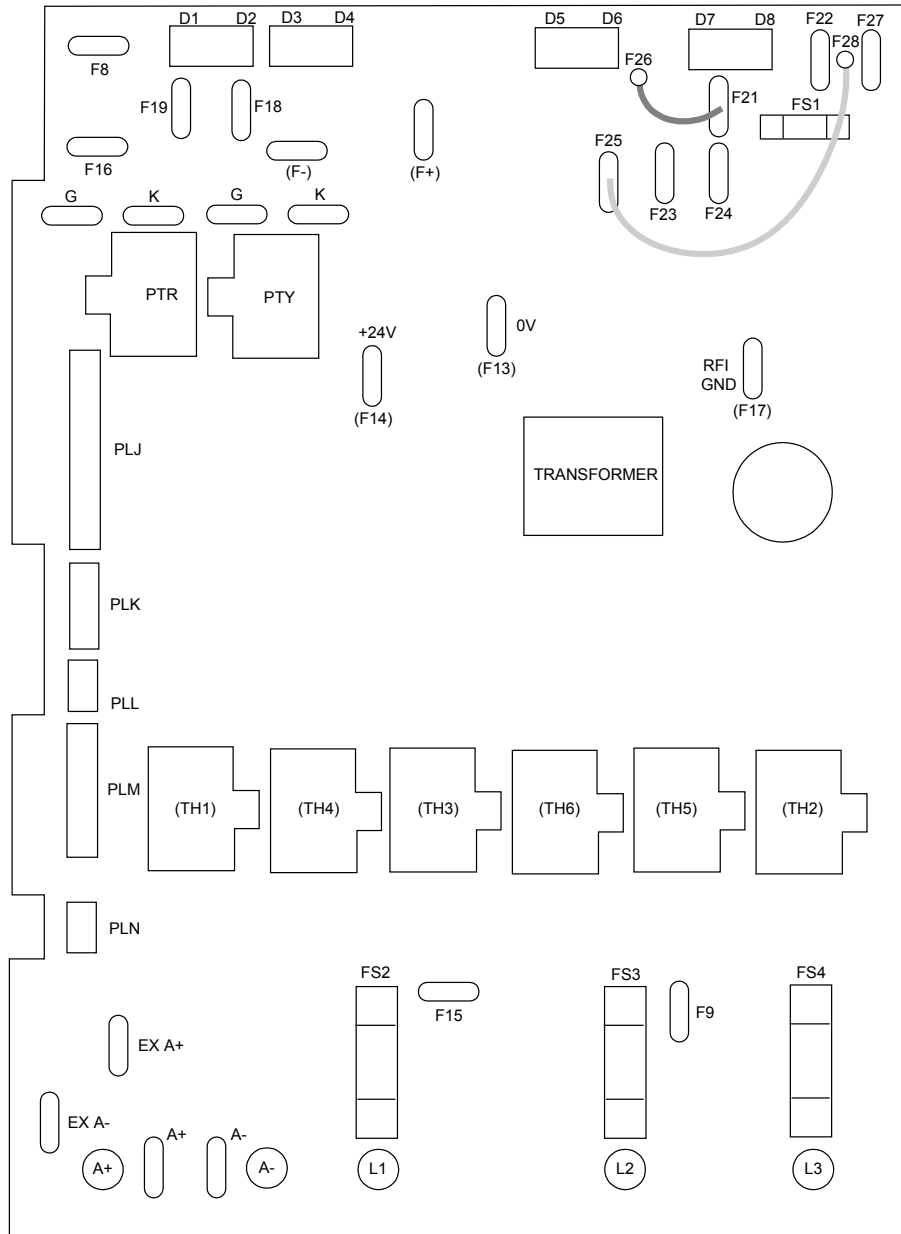 D1 D2 D3 D4 D5 D6 D7 D8 F22 F27
F8 F26 F28
F19 F18 F21 FS1
F16 (F-) (F+) F25
G K G K F23 F24
PTR PTY
+24V 0V
(F13)
RFI
GND
(F14) (F17)
PLJ
TRANSFORMER
PLK
PLL
PLM (TH1) (TH4) (TH3) (TH6) (TH5) (TH2)
PLN
FS2 FS3 FS4
F15 F9
EX A+
EX A-
A+ A-
A+ A- L1 L2 L3